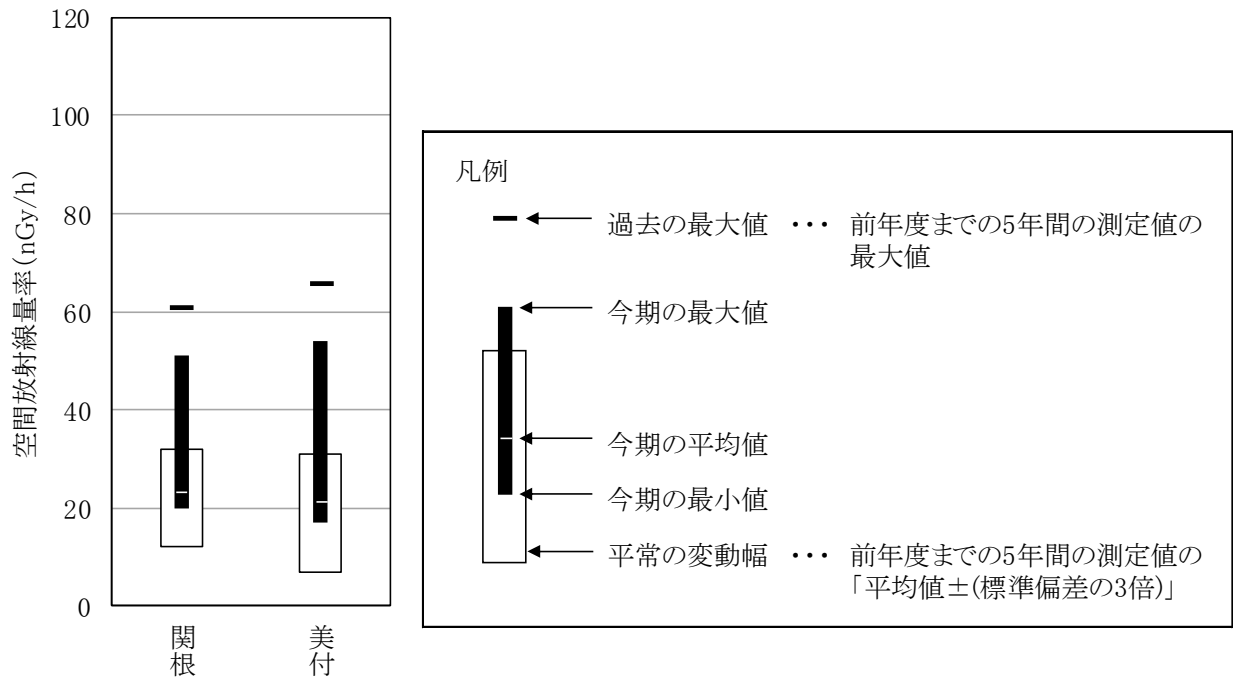 120
100
80
60
40
20
0
空間放射線量率(nGy/h)
関根
美付
凡例
過去の最大値 ・・・ 前年度までの5年間の測定値の
最大値
今期の最大値
今期の平均値
今期の最小値
平常の変動幅 ・・・ 前年度までの5年間の測定値の
「平均値±(標準偏差の3倍)」